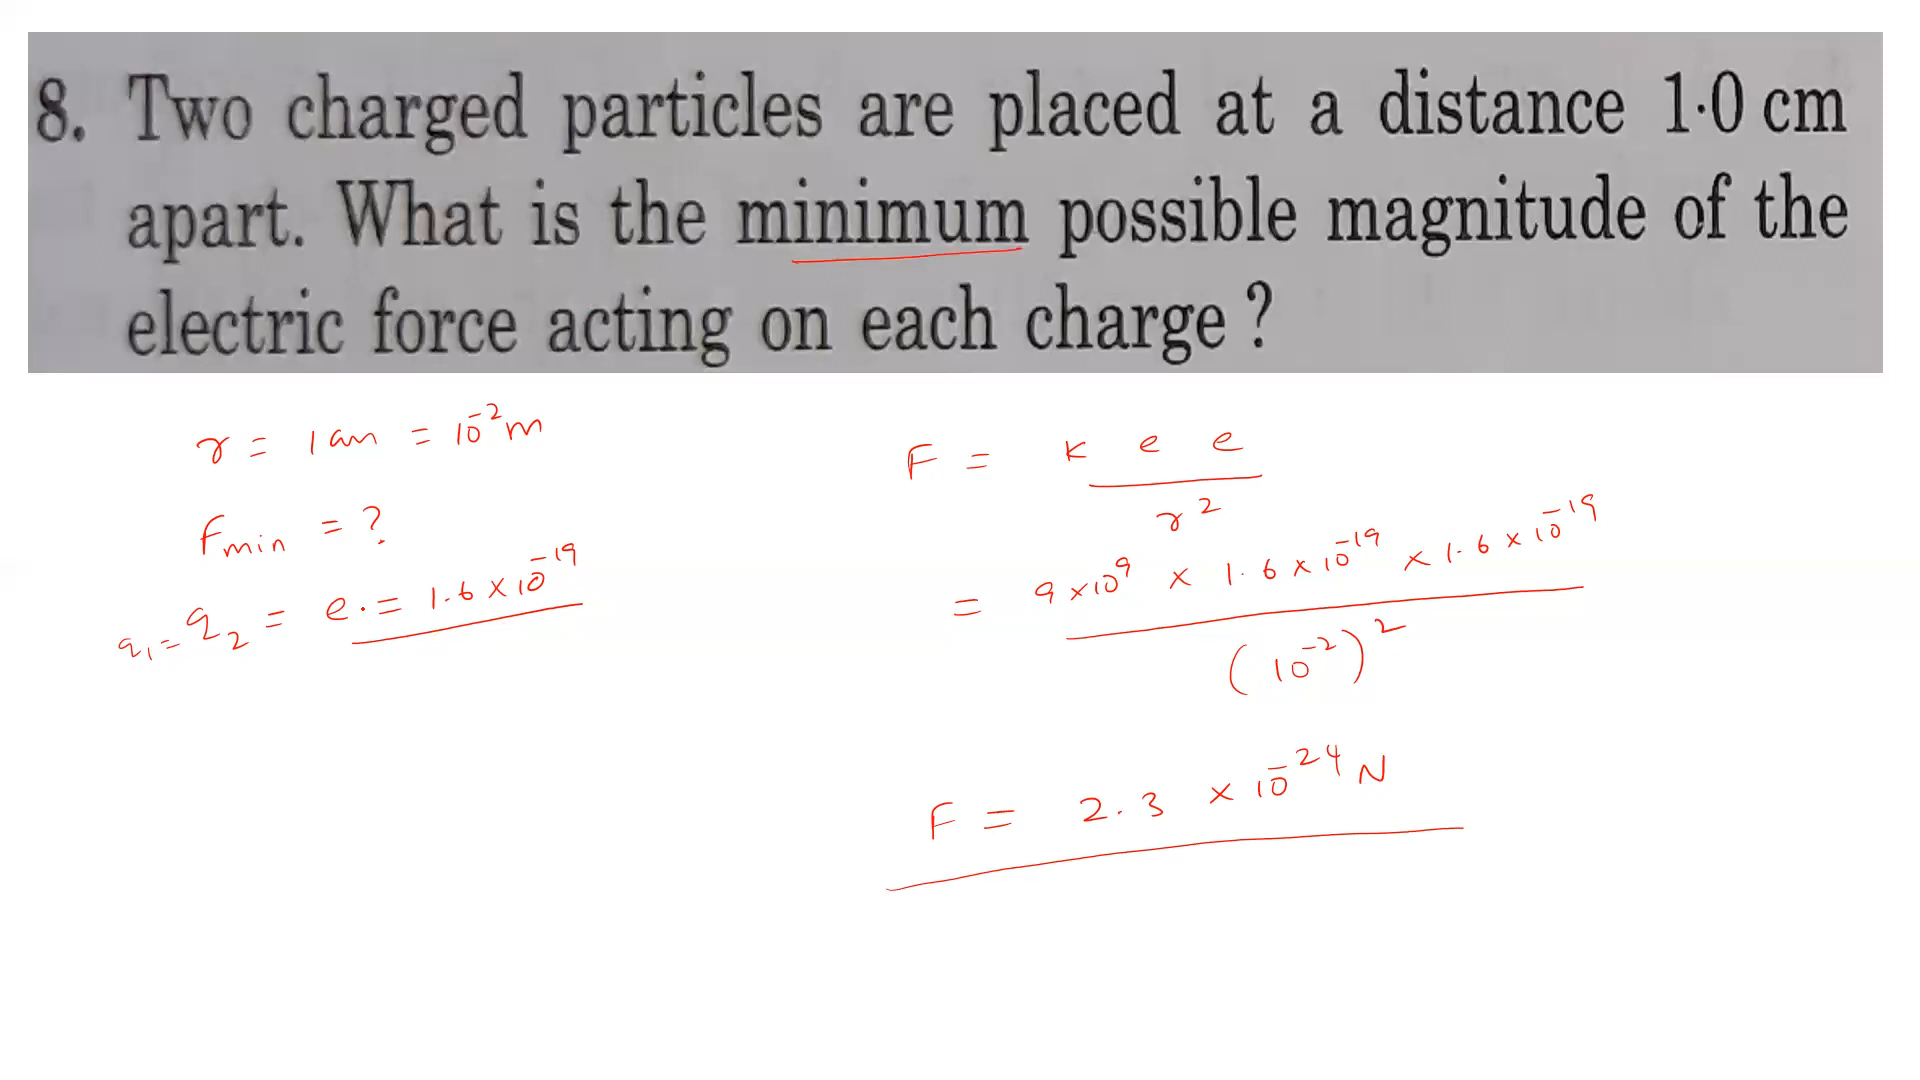 8. Two charged particles are placed at a distance 1·0 cm
apart. What is the minimum possible magnitude of the
electric force acting on each charge ?
r = 1 cm = 10⁻² m
Fmin = ?
q₁ = q₂ = e. = 1.6 × 10⁻¹⁹
F = k e e
r²
= 9 × 10⁹ × 1.6 × 10⁻¹⁹ × 1.6 × 10⁻¹⁹
(10⁻²)²
F = 2.3 × 10⁻²⁴ N